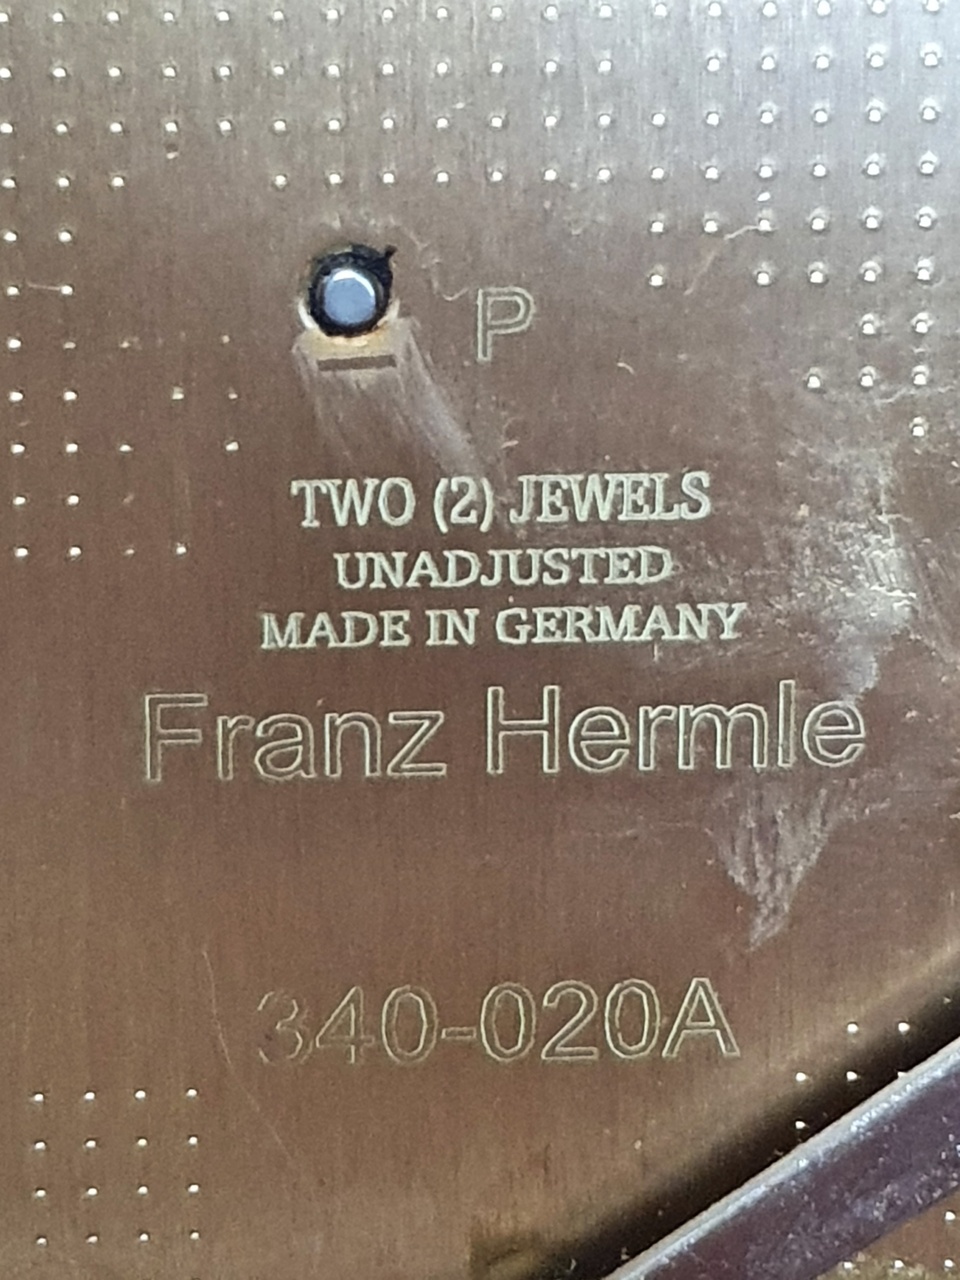 P
TWO (2) JEWELS
UNADJUSTED
MADE IN GERMANY
Franz Hermle
340-020A